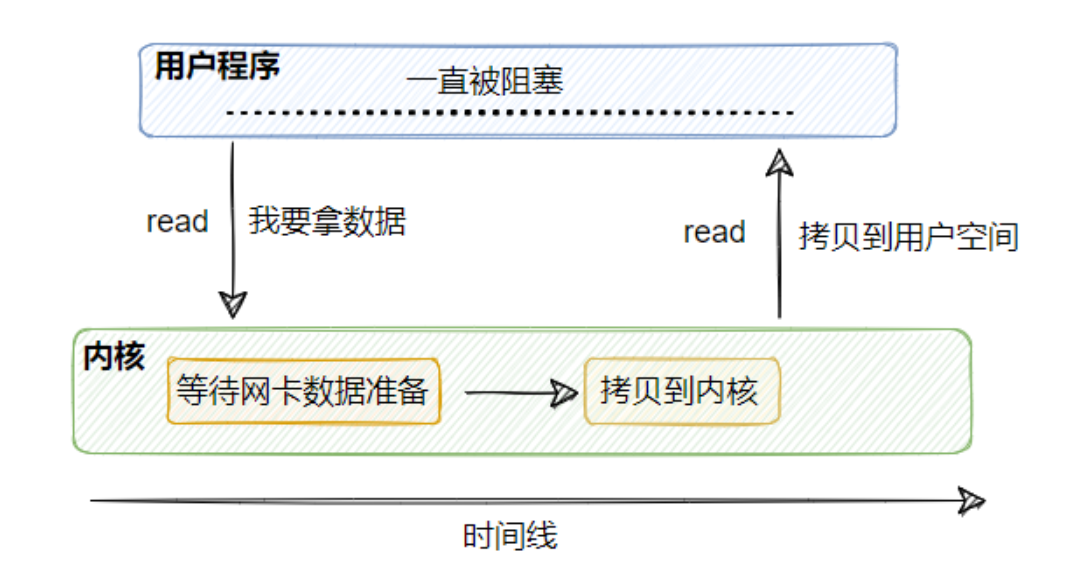 用户程序
一直被阻塞
read
我要拿数据
read
拷贝到用户空间
内核
等待网卡数据准备
拷贝到内核
时间线